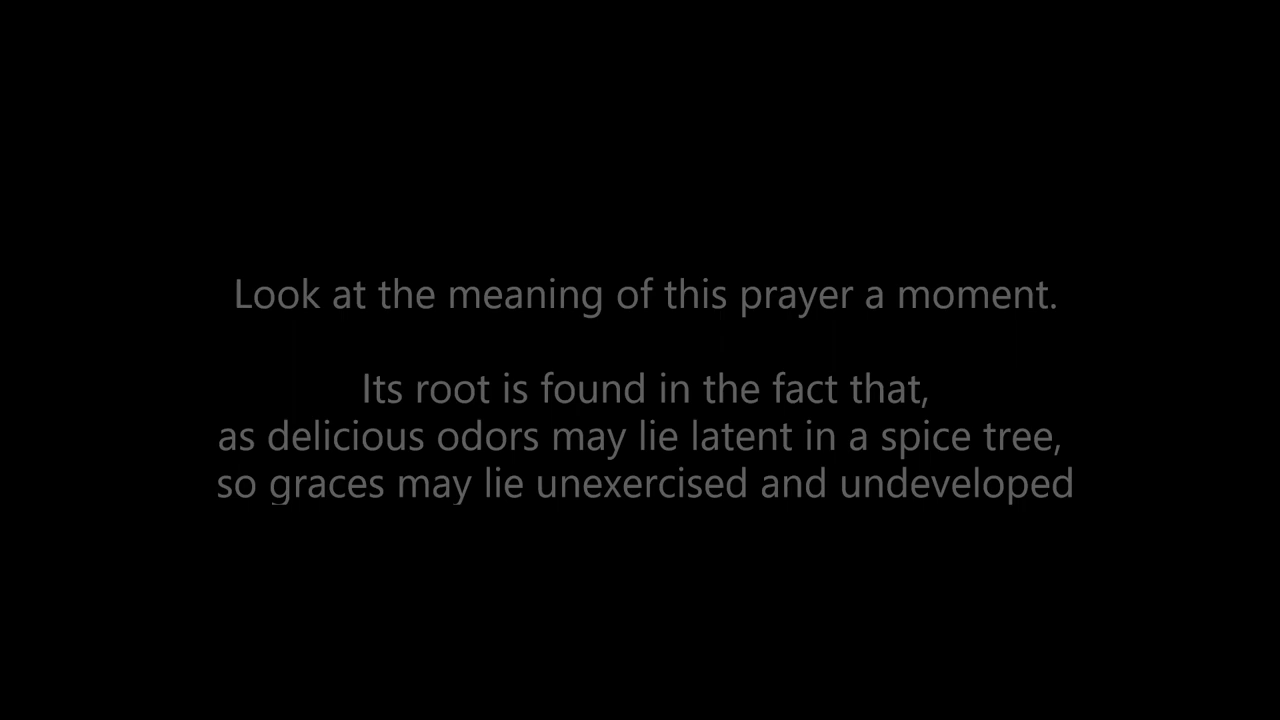 Look at the meaning of this prayer a moment.
Its root is found in the fact that,
as delicious odors may lie latent in a spice tree,
so graces may lie unexercised and undeveloped